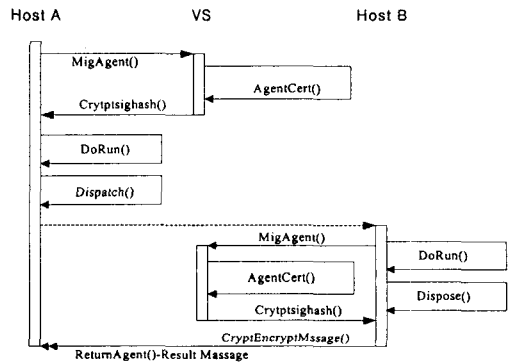 Host A VS Host B
MigAgent()
AgentCert()
Crytptsighash()
DoRun()
Dispatch()
MigAgent()
DoRun()
AgentCert()
Dispose()
Crytptsighash()
CryptEncryptMssage()
ReturnAgent()-Result Massage